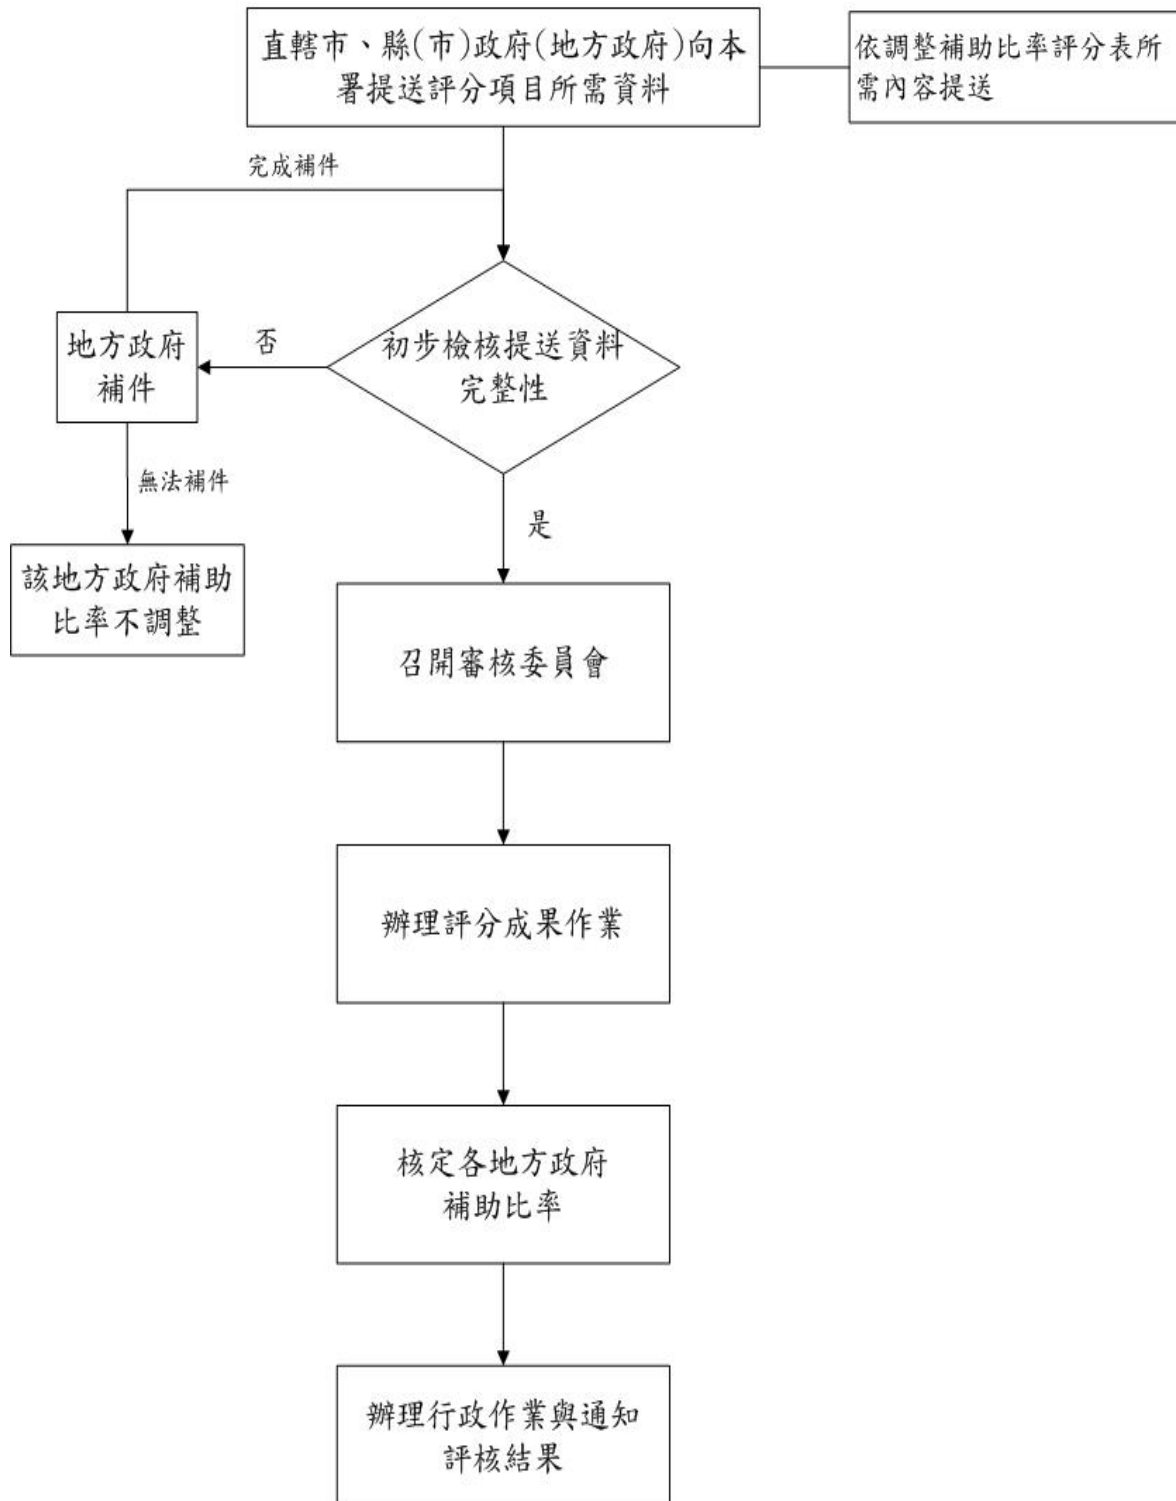 直轄市、縣(市)政府(地方政府)向本
署提送評分項目所需資料
依調整補助比率評分表所
需內容提送
完成補件
地方政府
補件
否
初步檢核提送資料
完整性
無法補件
是
該地方政府補助
比率不調整
召開審核委員會
辦理評分成果作業
核定各地方政府
補助比率
辦理行政作業與通知
評核結果